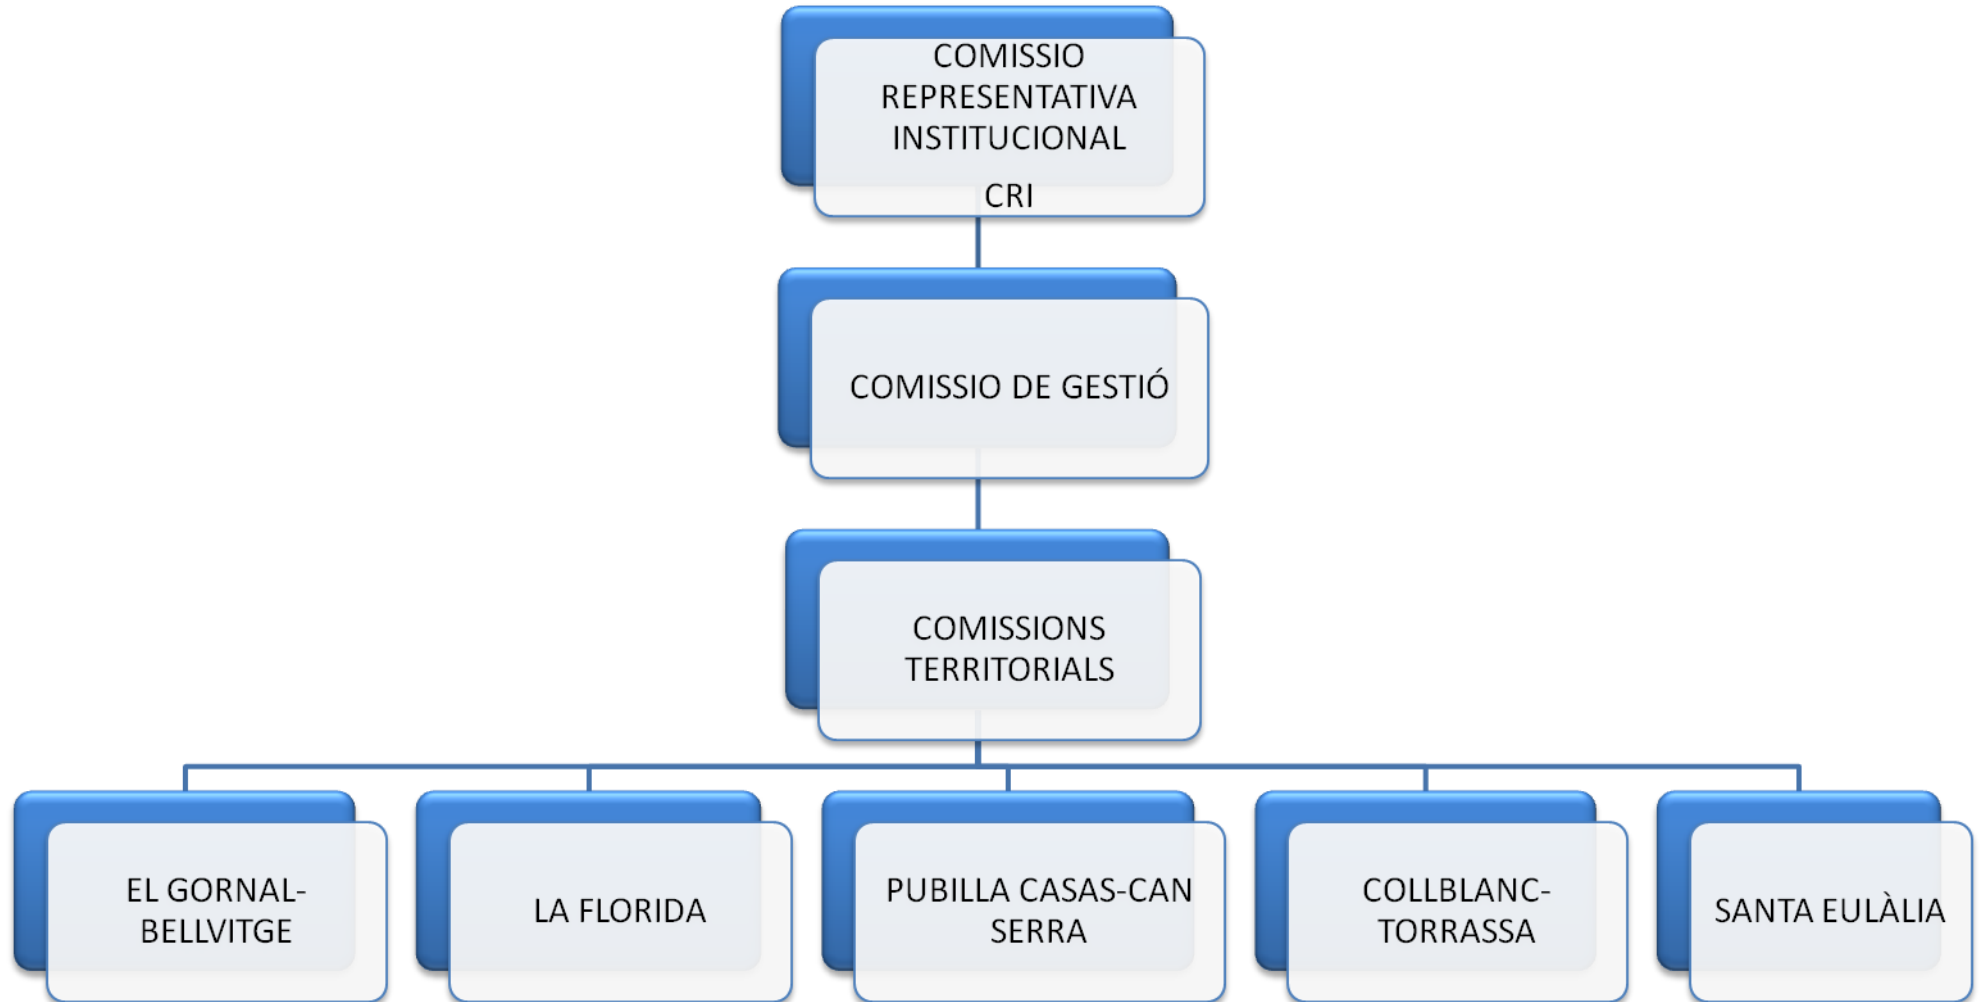 COMISSIO
REPRESENTATIVA
INSTITUCIONAL
CRI
COMISSIO DE GESTIÓ
COMISSIONS
TERRITORIALS
EL GORNAL-
BELLVITGE
LA FLORIDA
PUBILLA CASAS-CAN
SERRA
COLLBLANC-
TORRASSA
SANTA EULÀLIA